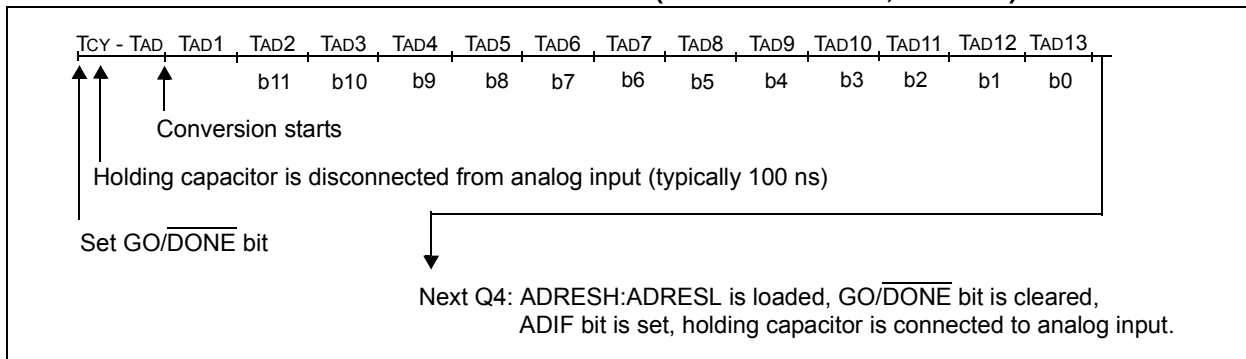 TCY - TAD TAD1 TAD2 TAD3 TAD4 TAD5 TAD6 TAD7 TAD8 TAD9 TAD10 TAD11 TAD12 TAD13
b11 b10 b9 b8 b7 b6 b5 b4 b3 b2 b1 b0
Conversion starts
Holding capacitor is disconnected from analog input (typically 100 ns)
Set GO/DONE bit
Next Q4: ADRESH:ADRESL is loaded, GO/DONE bit is cleared,
ADIF bit is set, holding capacitor is connected to analog input.